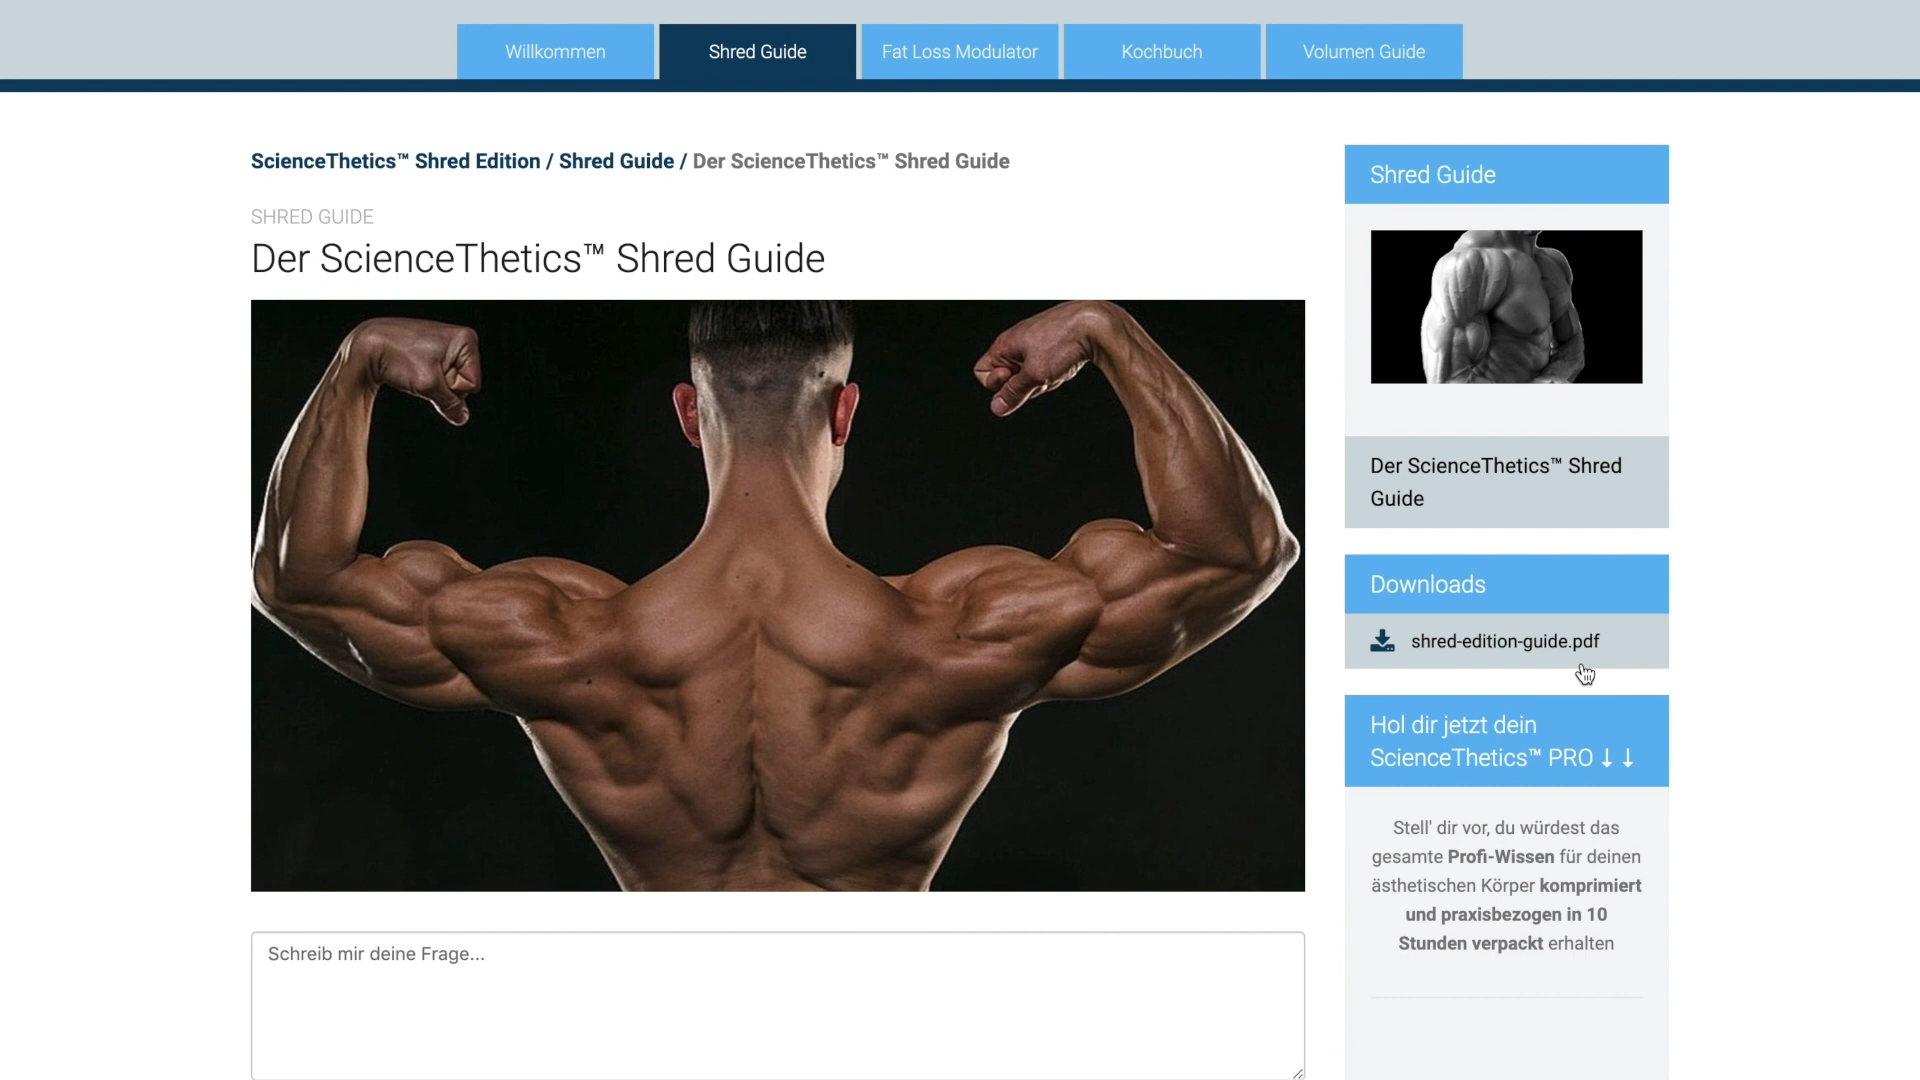 Willkommen
Shred Guide
Fat Loss Modulator
Kochbuch
Volumen Guide
ScienceThetics™ Shred Edition / Shred Guide / Der ScienceThetics™ Shred Guide
SHRED GUIDE
Der ScienceThetics™ Shred Guide
Schreib mir deine Frage...
Shred Guide
Der ScienceThetics™ Shred
Guide
Downloads
shred-edition-guide.pdf
Hol dir jetzt dein
ScienceThetics™ PRO ↓ ↓
Stell' dir vor, du würdest das
gesamte Profi-Wissen für deinen
ästhetischen Körper komprimiert
und praxisbezogen in 10
Stunden verpackt erhalten